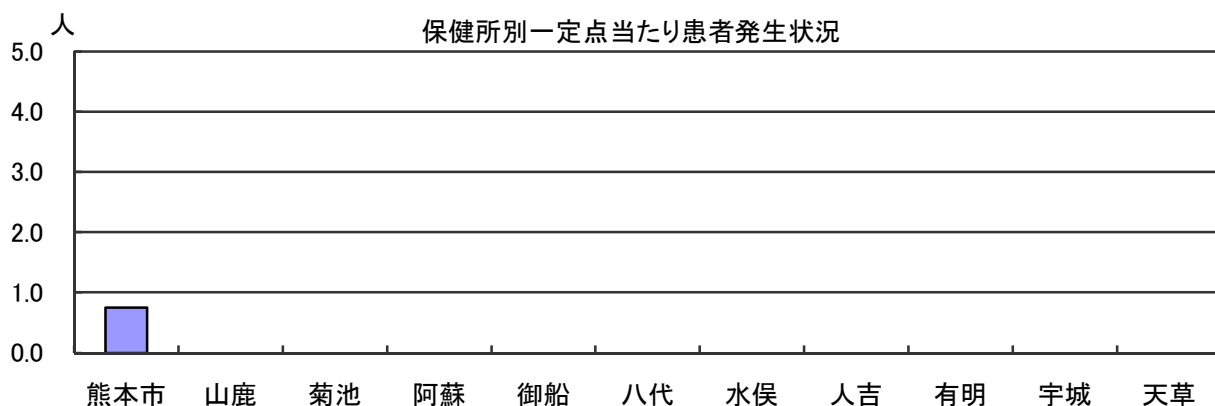 人
保健所別一定点当たり患者発生状況
5.0
4.0
3.0
2.0
1.0
0.0
熊本市 山鹿 菊池 阿蘇 御船 八代 水俣 人吉 有明 宇城 天草